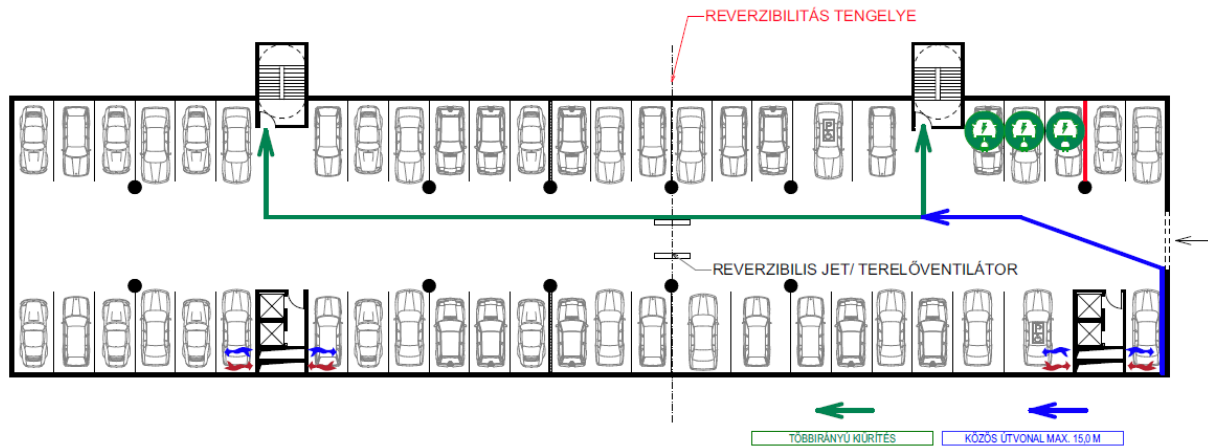 REVERZIBILITÁS TENGELYE
REVERZIBILIS JET/ TERELŐVENTILÁTOR
TÖBBIRÁNYÚ KIÜRÍTÉS
KÖZÖS ÚTVONAL MAX. 15,0 M